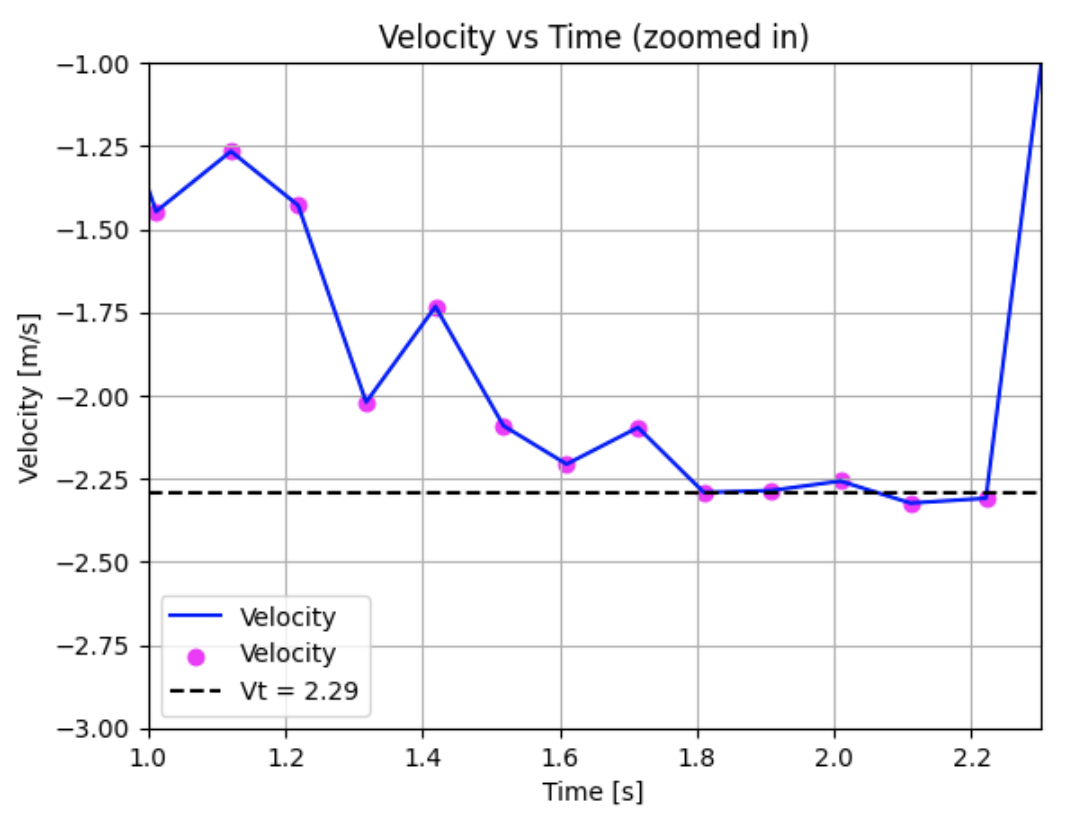 Velocity vs Time (zoomed in)
−1.00
−1.25
−1.50
−1.75
−2.00
−2.25
−2.50
−2.75
−3.00
Velocity [m/s]
Velocity
Velocity
Vt = 2.29
1.0 1.2 1.4 1.6 1.8 2.0 2.2
Time [s]